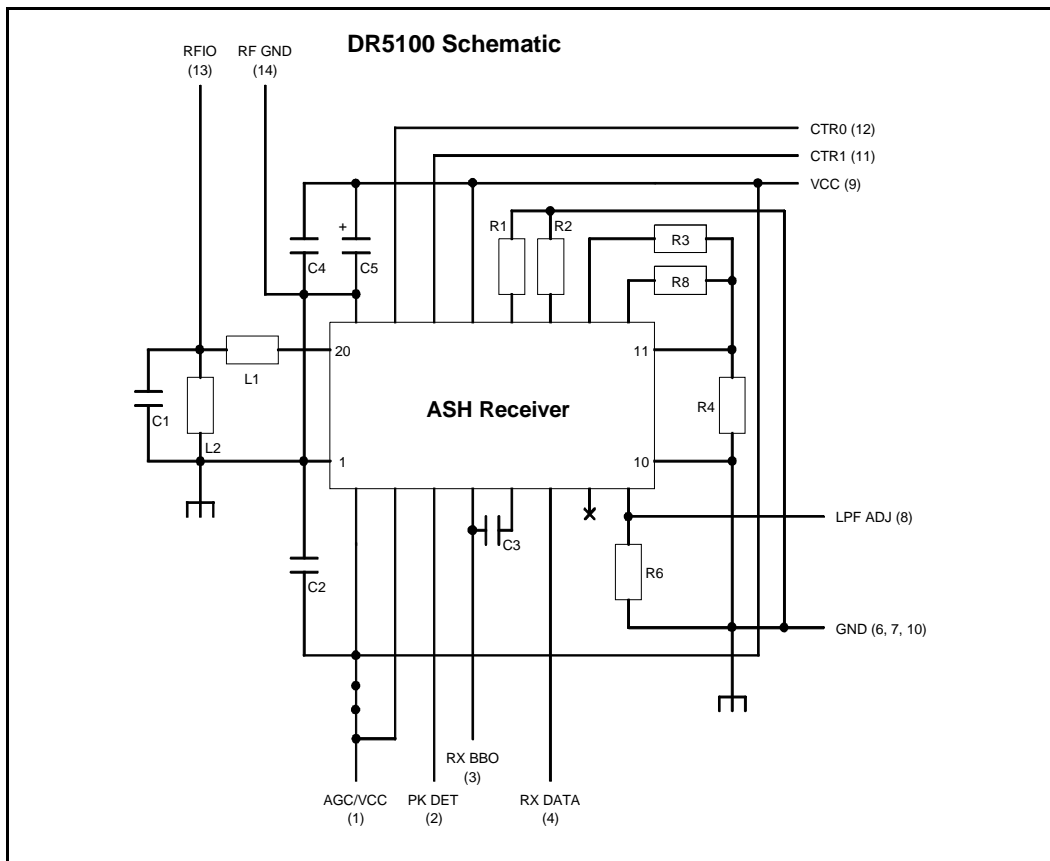 DR5100 Schematic
RFIO
(13)
RF GND
(14)
CTR0 (12)
CTR1 (11)
VCC (9)
R1
R2
R3
+
C4
C5
R8
20
11
L1
C1
ASH Receiver
R4
L2
1
10
LPF ADJ (8)
C3
C2
R6
GND (6, 7, 10)
RX BBO
(3)
AGC/VCC
(1)
PK DET
(2)
RX DATA
(4)